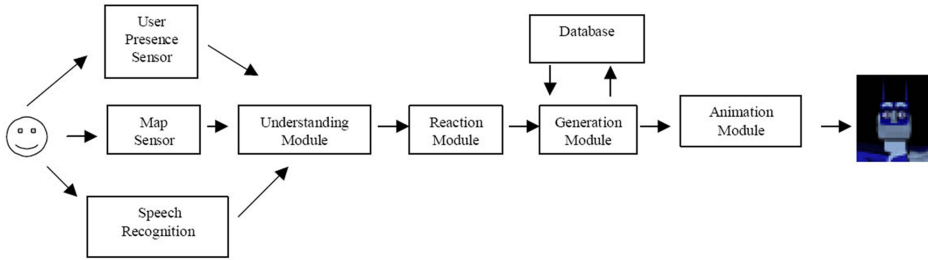 User
Presence
Sensor
Map
Sensor
Speech
Recognition
Understanding
Module
Reaction
Module
Database
Generation
Module
Animation
Module